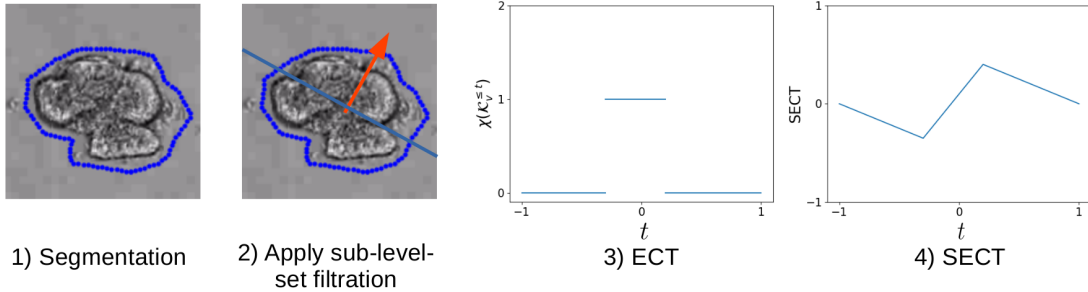 2
1
0
χ(𝒦ᵥ≤ᵗ)
−1
0
1
t
1
0
−1
SECT
−1
0
1
t
1) Segmentation
2) Apply sub-level-
set filtration
3) ECT
4) SECT